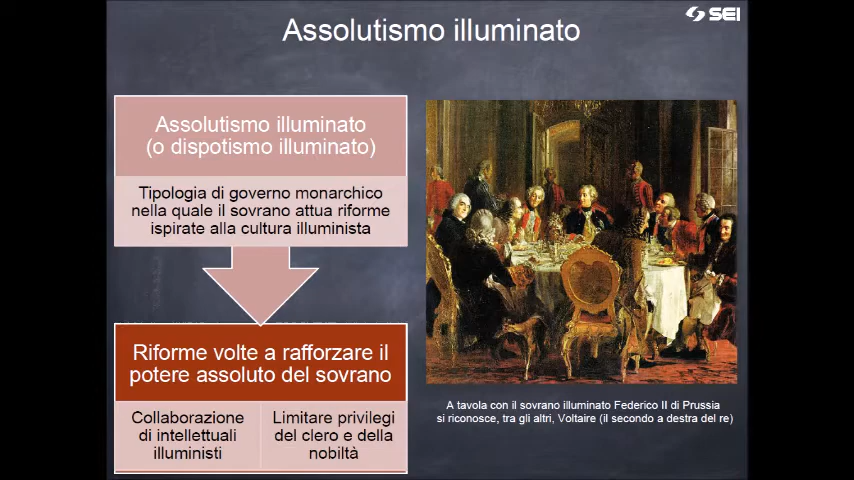 SEI
Assolutismo illuminato
Assolutismo illuminato
(o dispotismo illuminato)
Tipologia di governo monarchico
nella quale il sovrano attua riforme
ispirate alla cultura illuminista
Riforme volte a rafforzare il
potere assoluto del sovrano
Collaborazione
di intellettuali
illuministi
Limitare privilegi
del clero e della
nobiltà
A tavola con il sovrano illuminato Federico II di Prussia
si riconosce, tra gli altri, Voltaire (il secondo a destra del re)